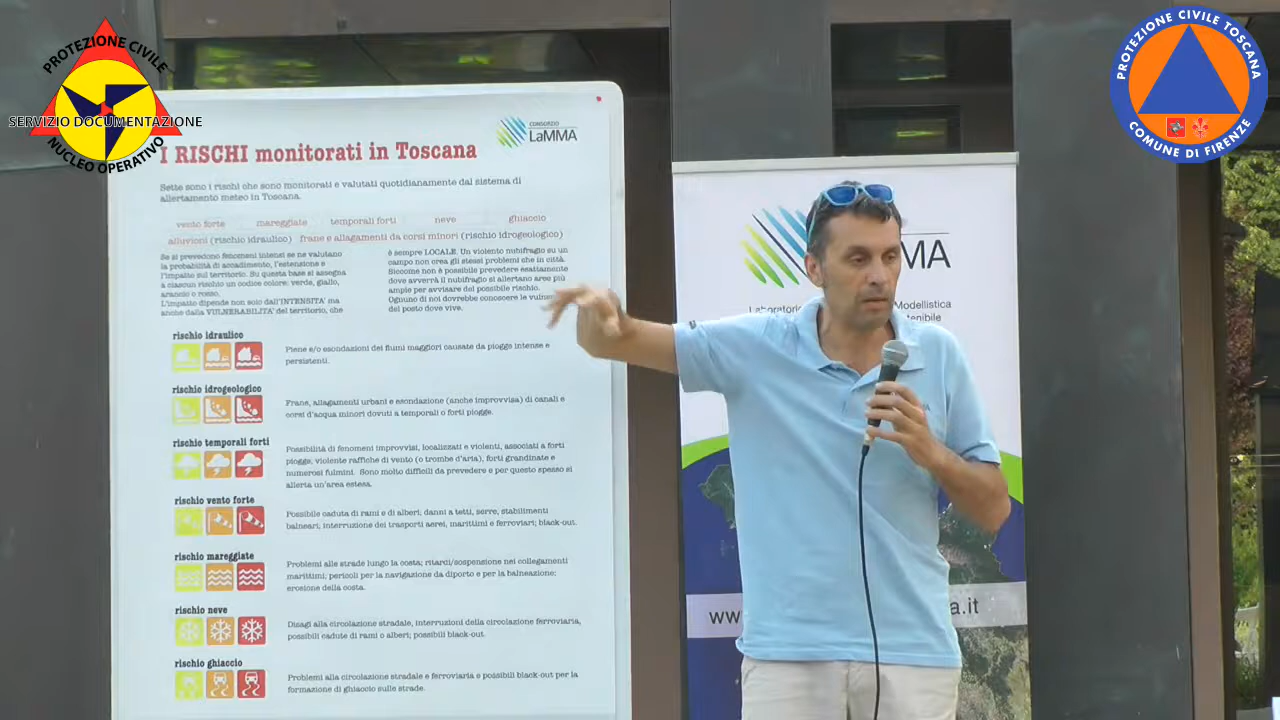 PROTEZIONE CIVILE
SERVIZIO DOCUMENTAZIONE
NUCLEO OPERATIVO
PROTEZIONE CIVILE TOSCANA
COMUNE DI FIRENZE
CONSORZIO
LaMMA
I RISCHI monitorati in Toscana
Sette sono i rischi che sono monitorati e valutati quotidianamente dal sistema di
allertamento meteo in Toscana.
vento forte mareggiate temporali forti neve ghiaccio
alluvioni (rischio idraulico) frane e allagamenti da corsi minori (rischio idrogeologico)
Se si prevedono fenomeni intensi se ne valutano
la probabilità di accadimento, l'estensione e
l'impatto sul territorio. Su questa base si assegna
a ciascun rischio un codice colore: verde, giallo,
arancio o rosso.
L'impatto dipende non solo dall'INTENSITA' ma
anche dalla VULNERABILITA' del territorio, che
è sempre LOCALE. Un violento nubifragio su un
campo non crea gli stessi problemi che in città.
Siccome non è possibile prevedere esattamente
dove avverrà il nubifragio si allertano aree più
ampie per avvisare del possibile rischio.
Ognuno di noi dovrebbe conoscere le
del posto dove vive.
rischio idraulico
Piene e/o esondazioni dei fiumi maggiori causate da piogge intense e
persistenti.
rischio idrogeologico
Frane, allagamenti urbani e esondazione (anche improvvisa) di canali e
corsi d'acqua minori dovuti a temporali o forti piogge.
rischio temporali forti
Possibilità di fenomeni improvvisi, localizzati e violenti, associati a forti
piogge, violente raffiche di vento (o trombe d'aria), forti grandinate e
numerosi fulmini. Sono molto difficili da prevedere e per questo spesso si
allerta un'area estesa.
rischio vento forte
Possibile caduta di rami e di alberi, danni a tetti, serre, stabilimenti
balneari; interruzione dei trasporti aerei, marittimi e ferroviari; black-out.
rischio mareggiate
Problemi alle strade lungo la costa; ritardi/sospensione nei collegamenti
marittimi; pericoli per la navigazione da diporto e per la balneazione;
erosione della costa.
rischio neve
Disagi alla circolazione stradale, interruzioni della circolazione ferroviaria,
possibili cadute di rami o alberi; possibili black-out.
rischio ghiaccio
Problemi alla circolazione stradale e ferroviaria e possibili black-out per la
formazione di ghiaccio sulle strade.
MA
Laboratorio Modellistica
www a.it